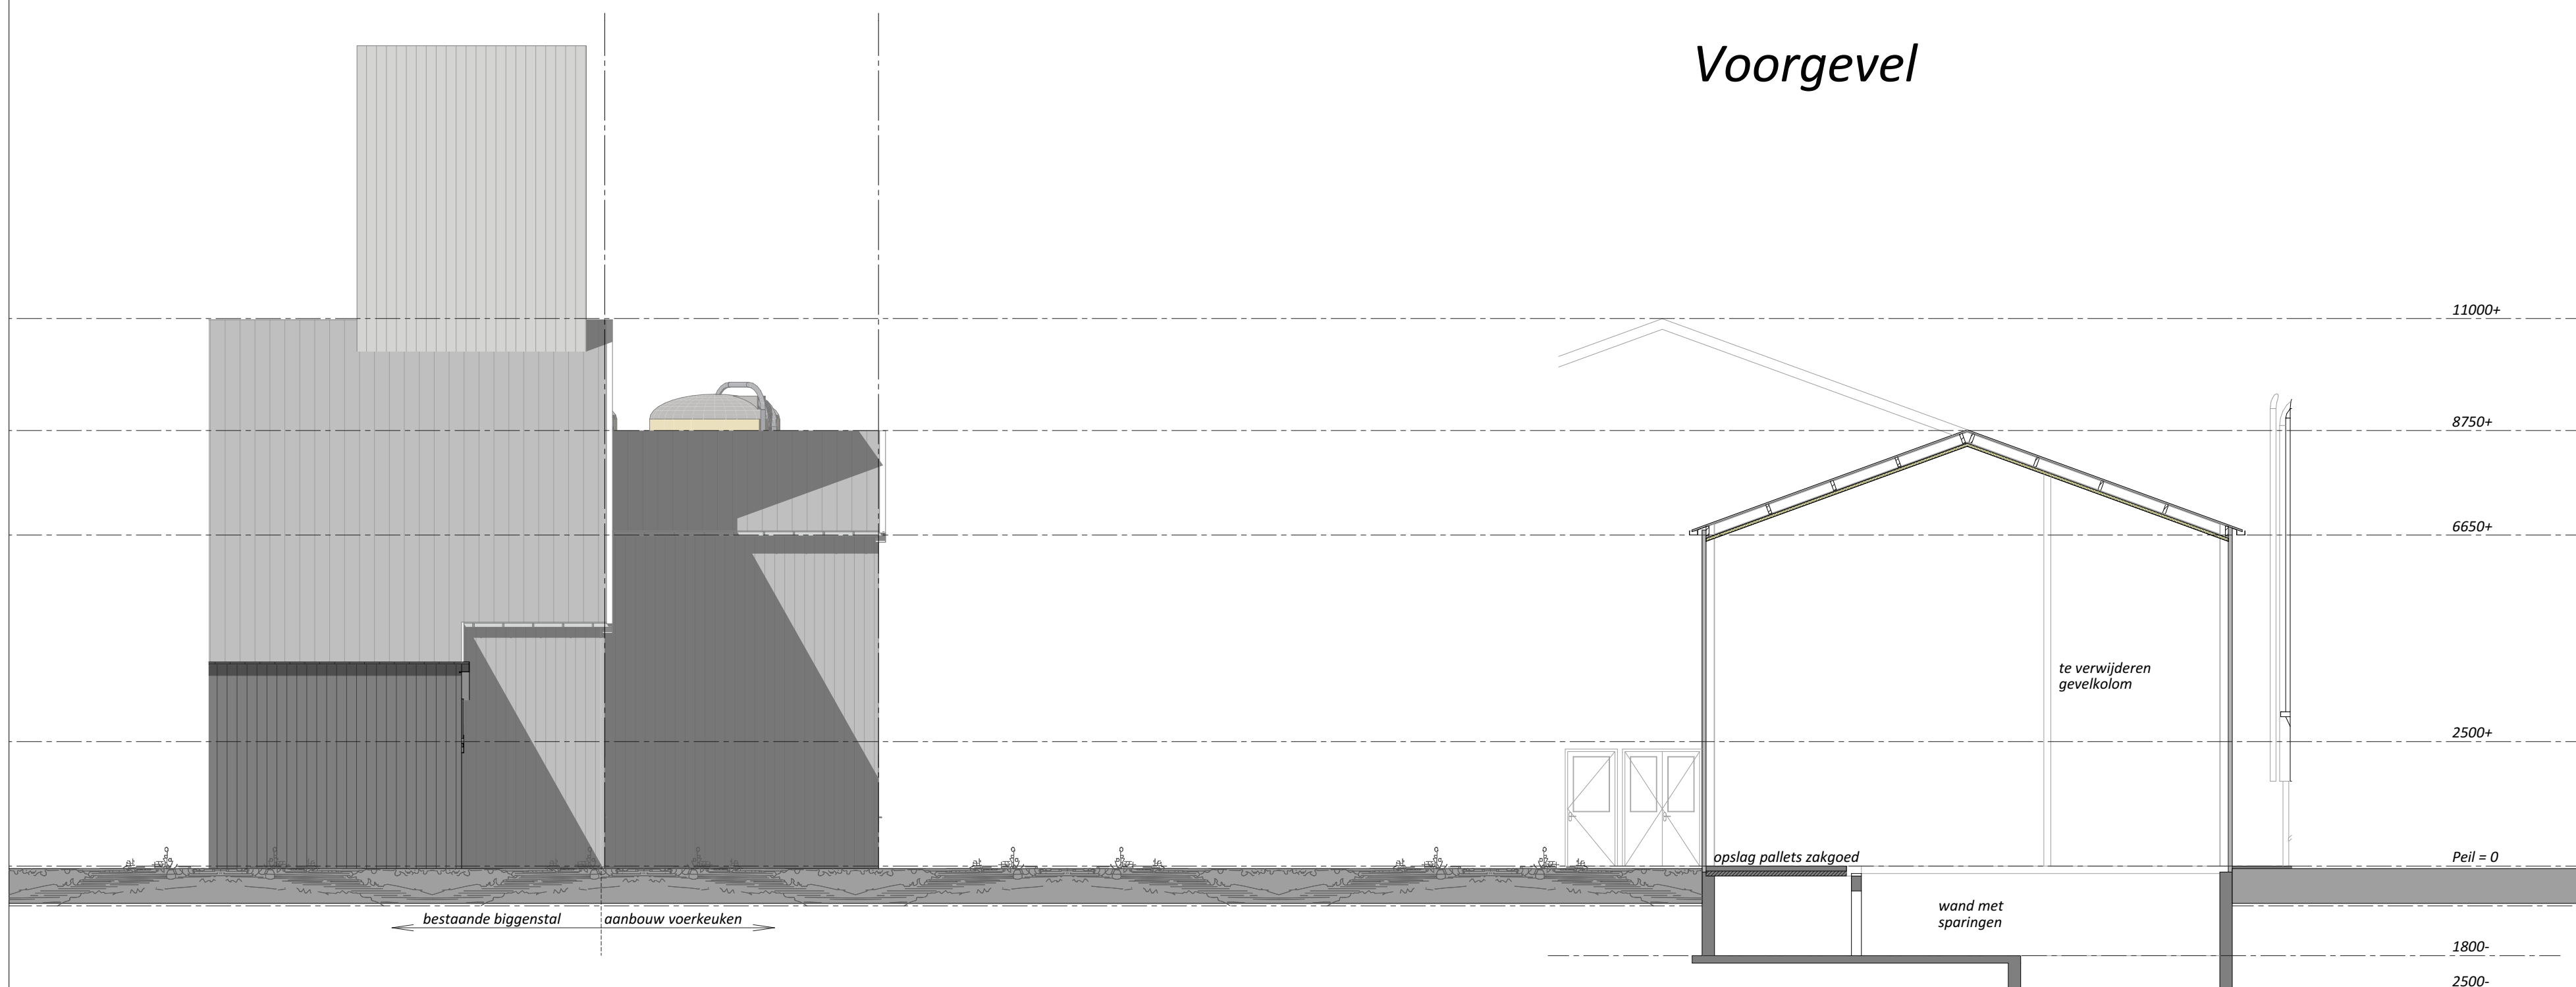 Voorgevel
11000+
8750+
6650+
te verwijderen
gevelkolom
2500+
opslag pallets zakgoed
Peil = 0
bestaande biggenstal
aanbouw voerkeuken
wand met
sparingen
1800-
2500-